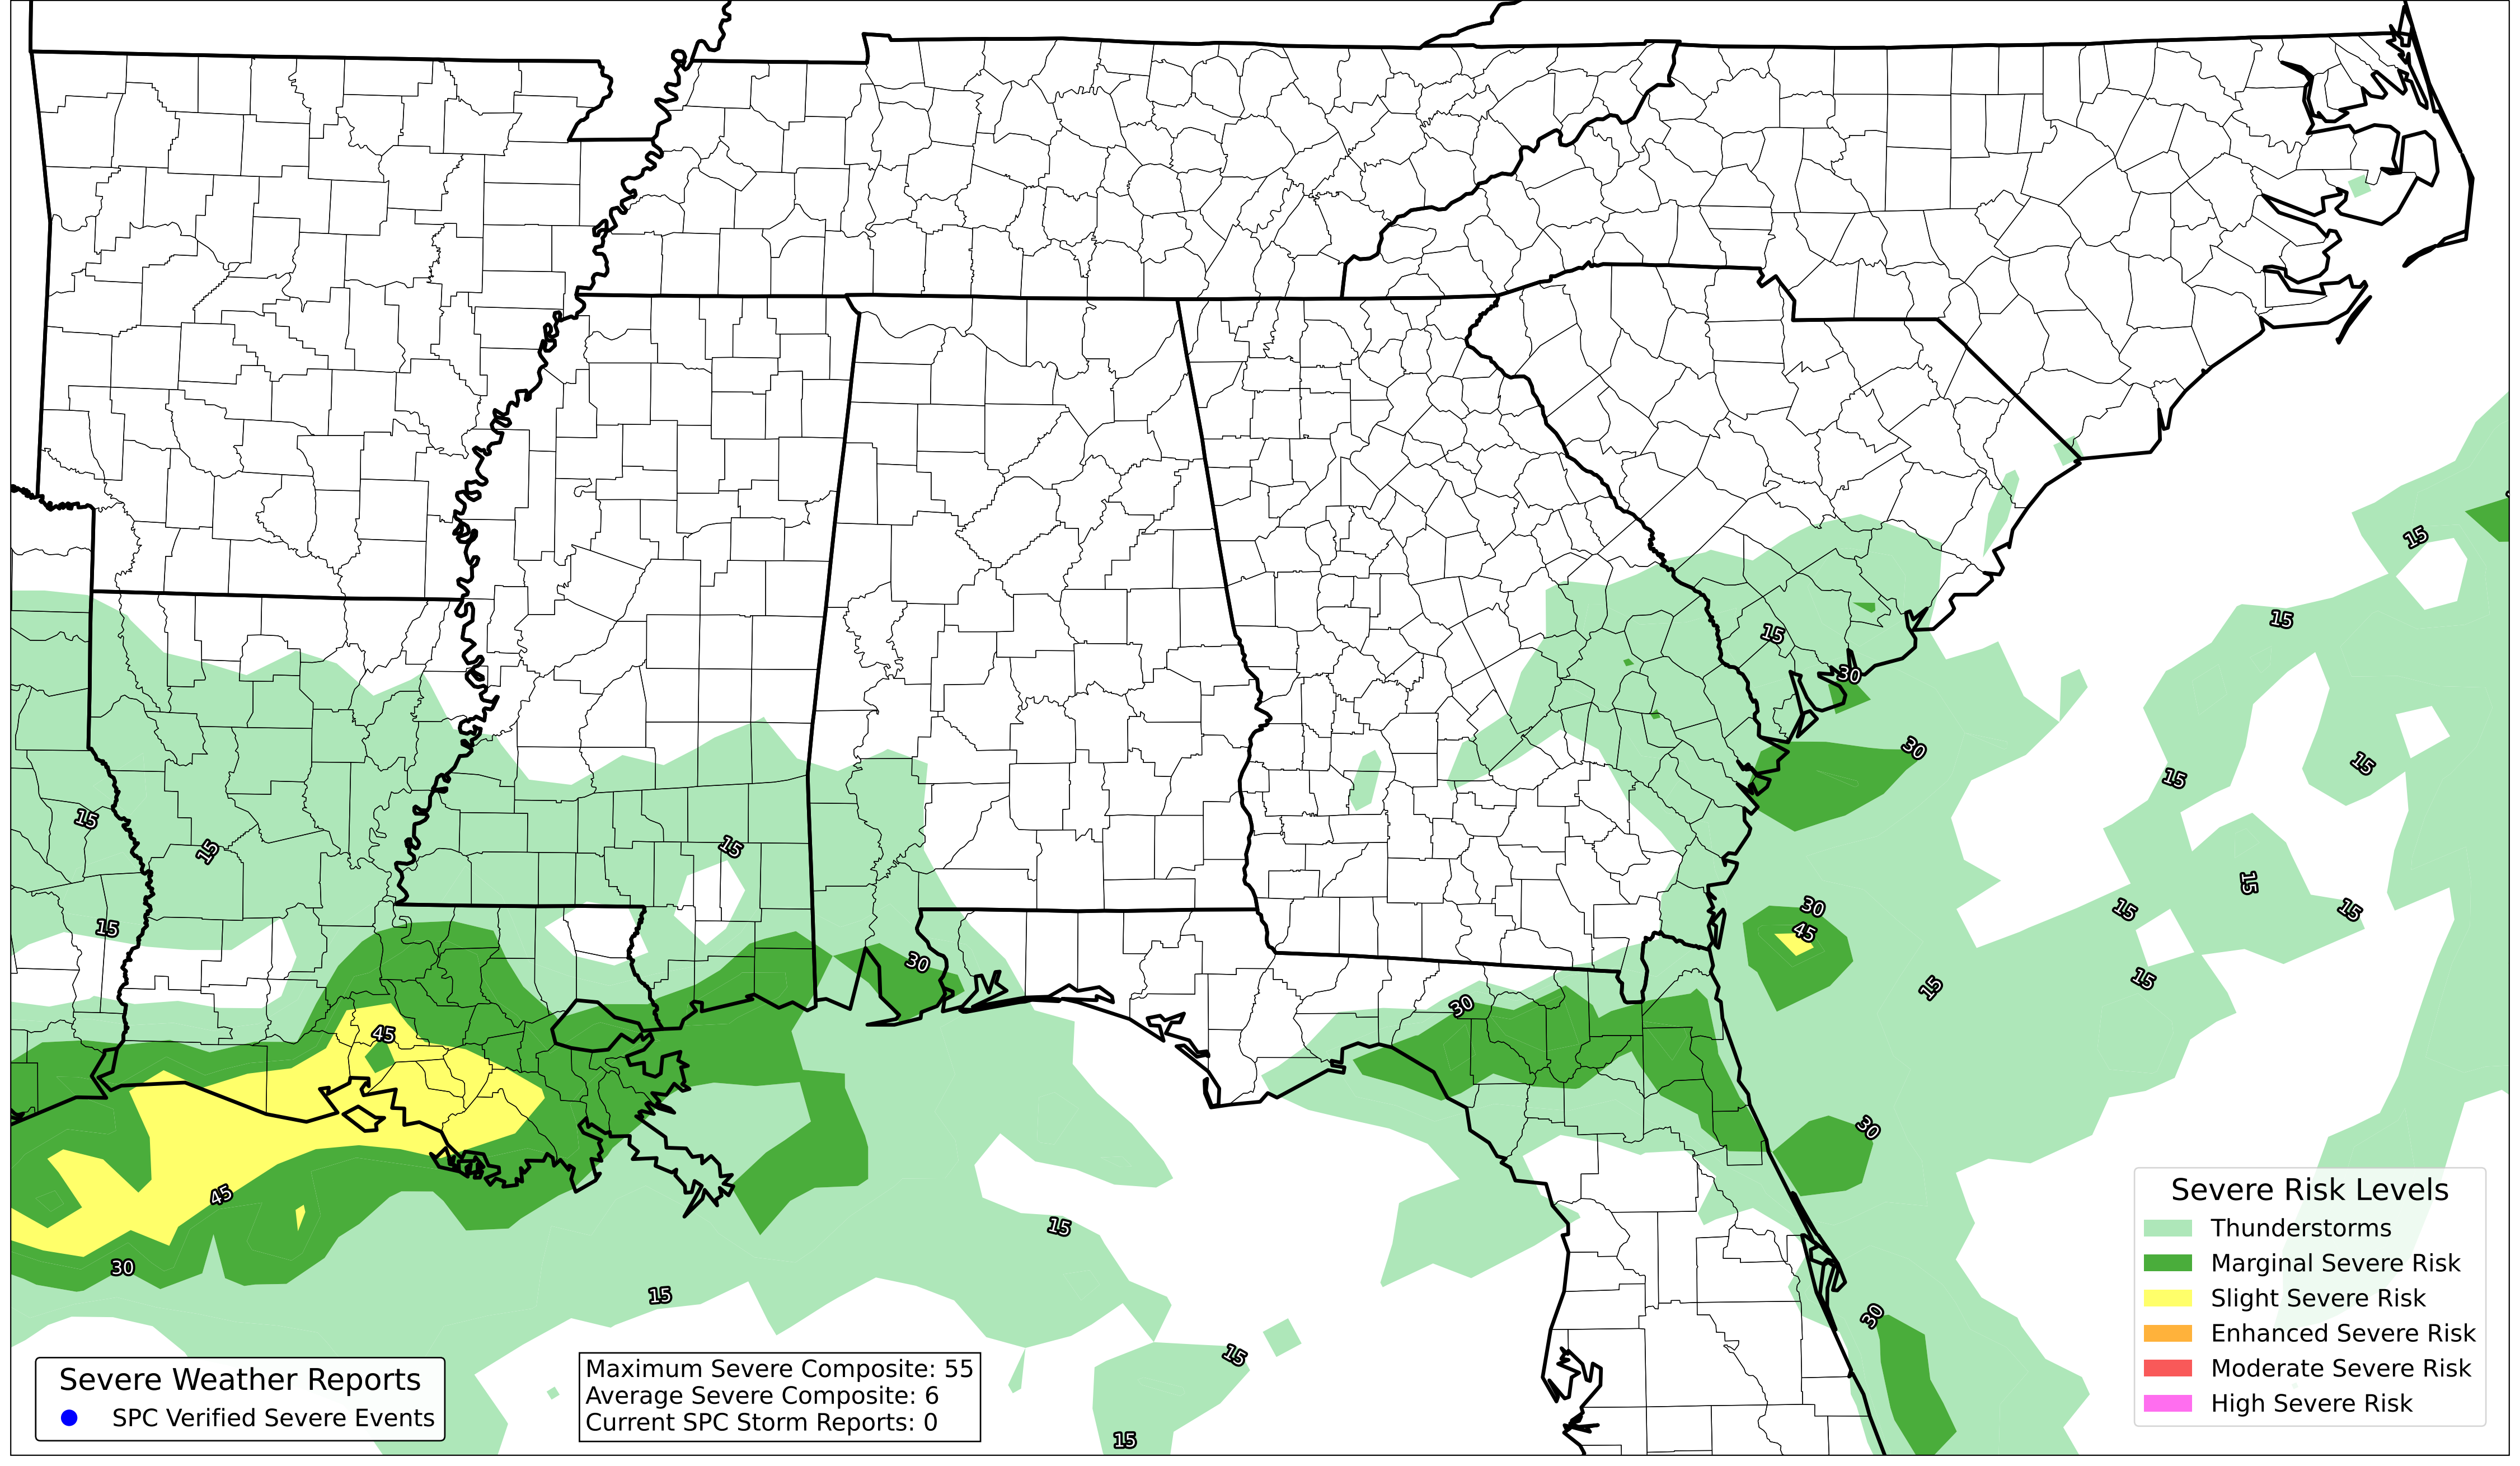 15
15
30
15
30
15
15
15
15
15
15
15
30
15
15
45
30
15
15
30
45
30
45
15
30
15
15
30
30
15
15
Severe Risk Levels
Thunderstorms
Marginal Severe Risk
Slight Severe Risk
Enhanced Severe Risk
Moderate Severe Risk
High Severe Risk
Severe Weather Reports
SPC Verified Severe Events
Maximum Severe Composite: 55
Average Severe Composite: 6
Current SPC Storm Reports: 0